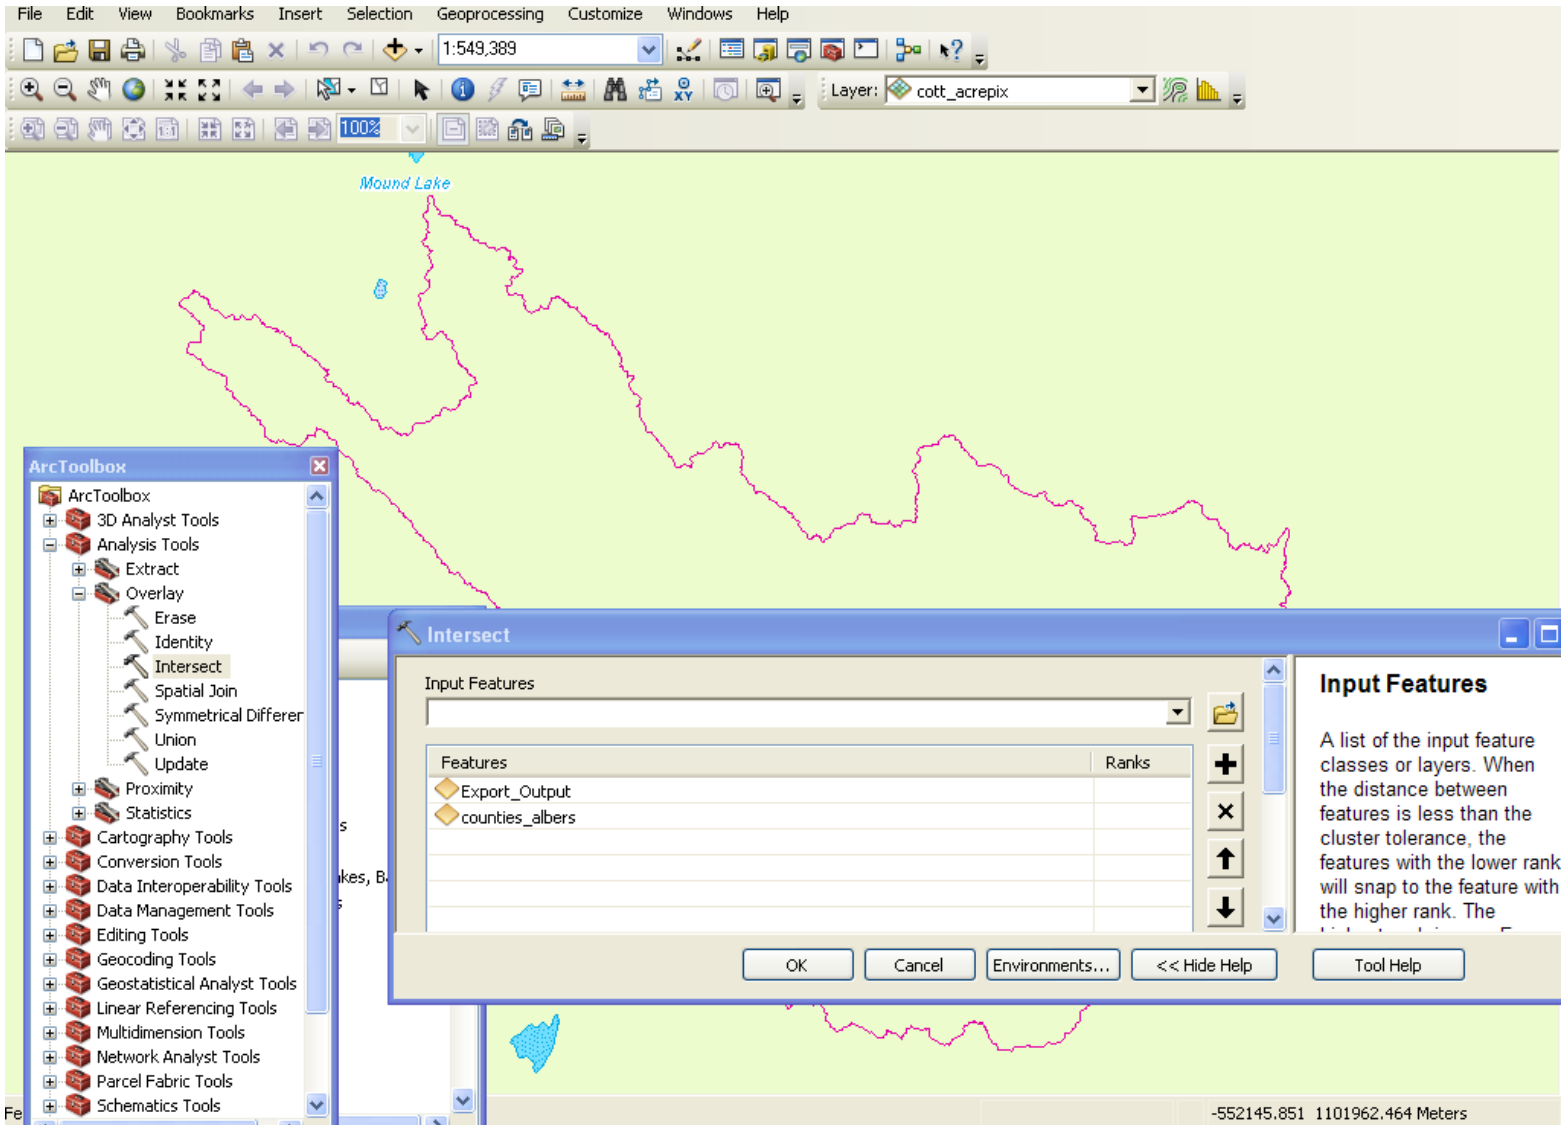 File Edit View Bookmarks Insert Selection Geoprocessing Customize Windows Help
1:549,389
Layer: cott_acrepix
1:1 100%
Mound Lake
ArcToolbox
ArcToolbox
3D Analyst Tools
Analysis Tools
Extract
Overlay
Erase
Identity
Intersect
Spatial Join
Symmetrical Differer
Union
Update
Proximity
Statistics
Cartography Tools
Conversion Tools
Data Interoperability Tools
Data Management Tools
Editing Tools
Geocoding Tools
Geostatistical Analyst Tools
Linear Referencing Tools
Multidimension Tools
Network Analyst Tools
Parcel Fabric Tools
Schematics Tools
Intersect
Input Features
Features Ranks
Export_Output
counties_albers
OK Cancel Environments... << Hide Help Tool Help
Input Features
A list of the input feature
classes or layers. When
the distance between
features is less than the
cluster tolerance, the
features with the lower rank
will snap to the feature with
the higher rank. The
-552145.851 1101962.464 Meters